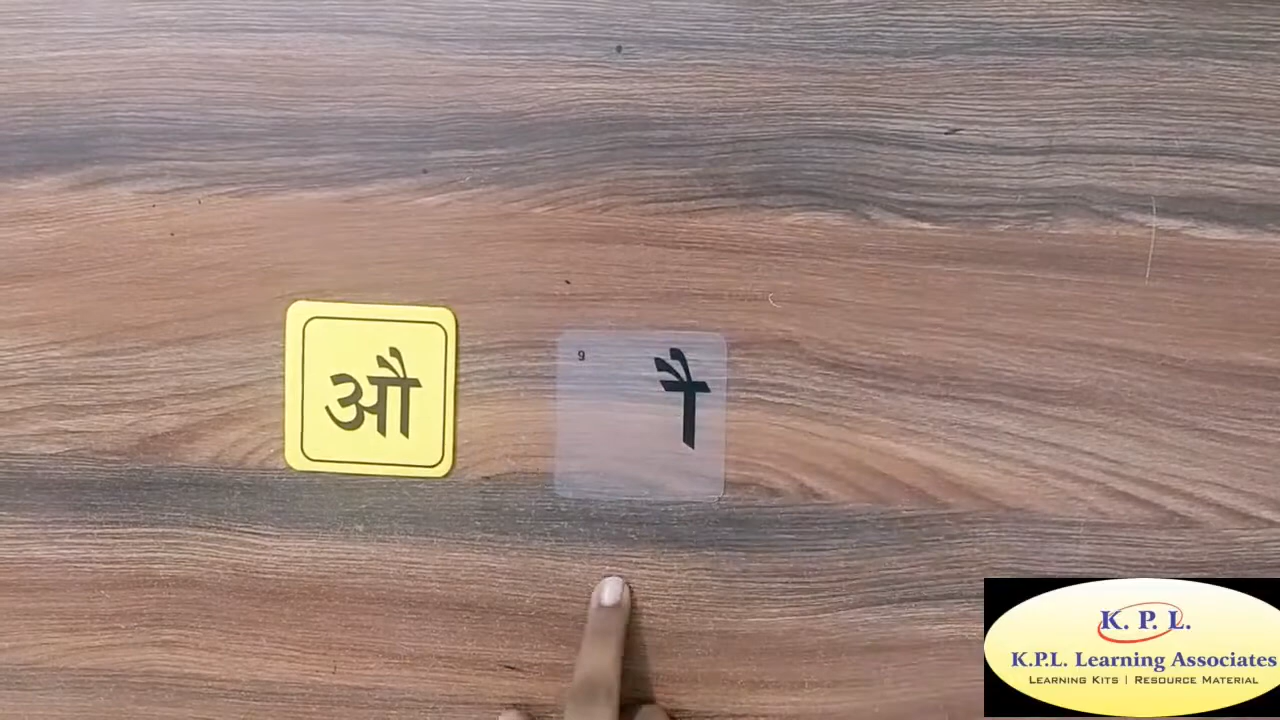 औ
9
ौ
K. P. L.
K.P.L. Learning Associates
Learning Kits | Resource Material